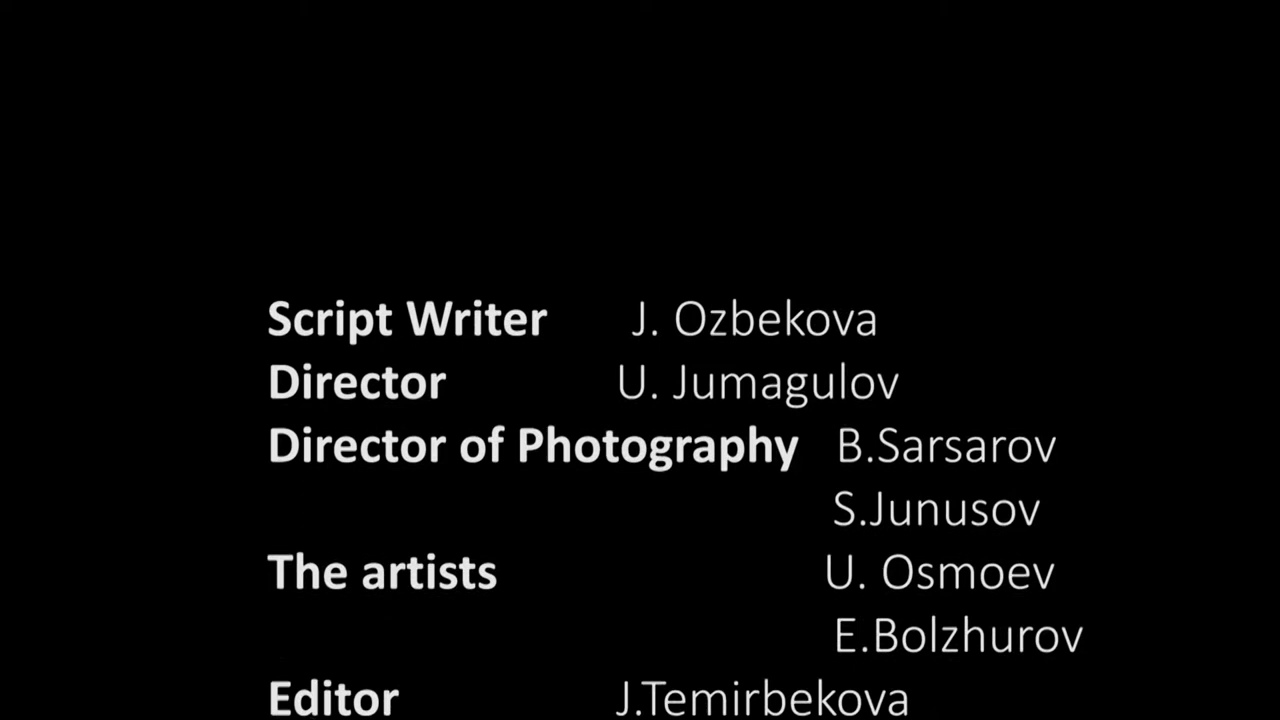 Script Writer J. Ozbekova
Director U. Jumagulov
Director of Photography B.Sarsarov
S.Junusov
The artists U. Osmoev
E.Bolzhurov
Editor J.Temirbekova